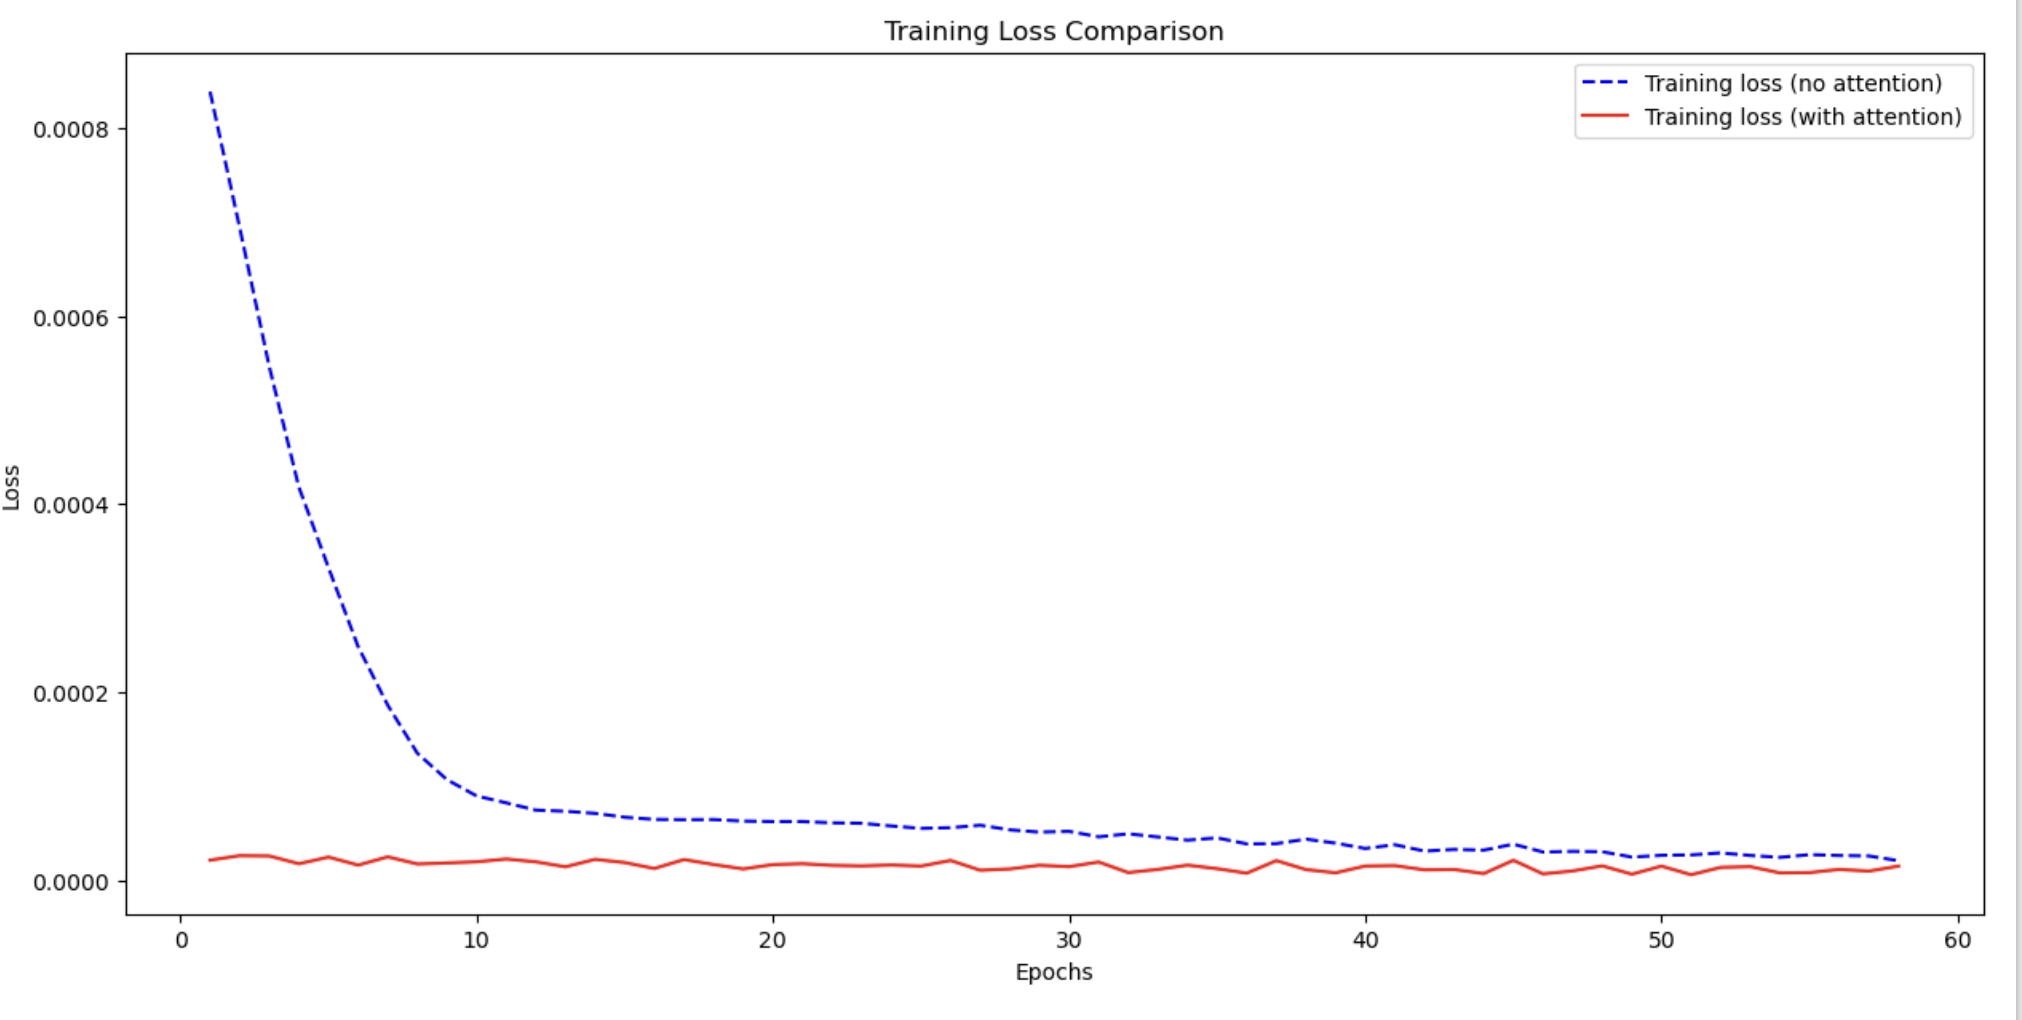 Training Loss Comparison
Training loss (no attention)
Training loss (with attention)
Loss
0.0008
0.0006
0.0004
0.0002
0.0000
0 10 20 30 40 50 60
Epochs